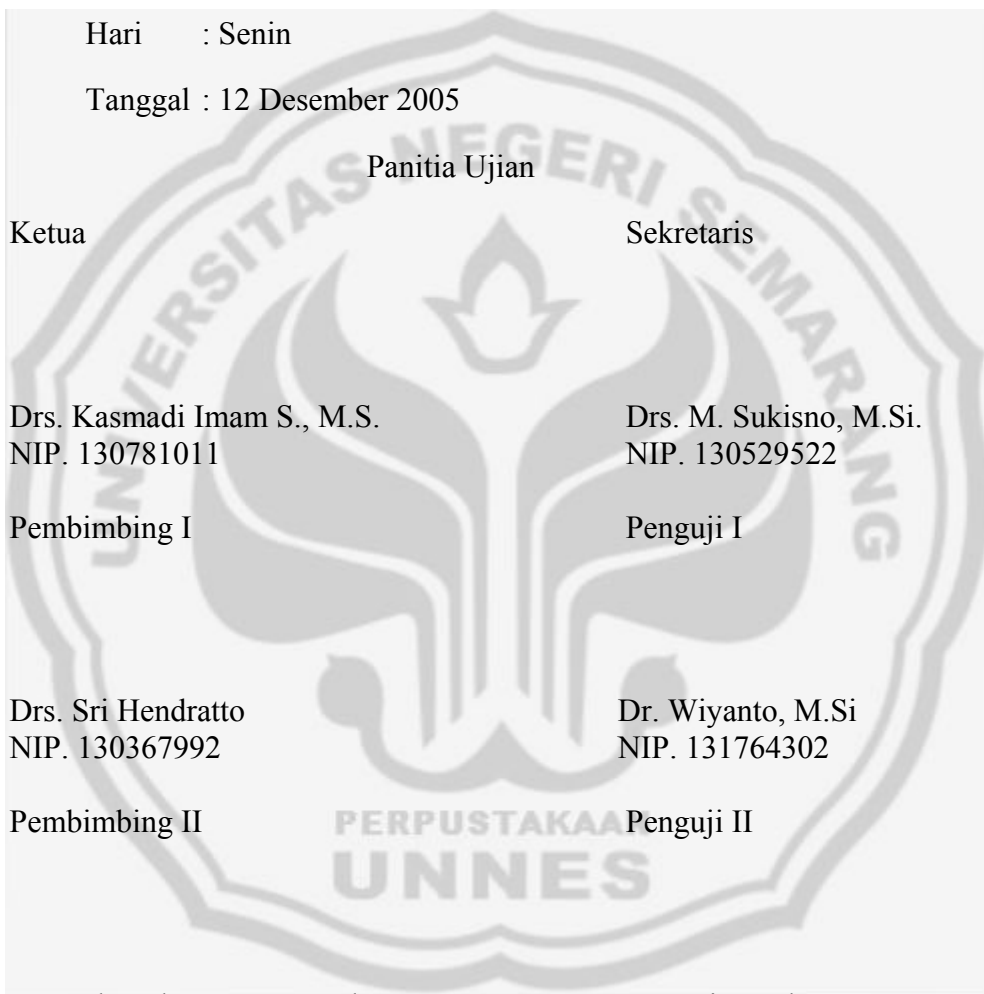 Hari : Senin
Tanggal : 12 Desember 2005
Panitia Ujian
Ketua Sekretaris
Drs. Kasmadi Imam S., M.S. Drs. M. Sukisno, M.Si.
NIP. 130781011 NIP. 130529522
Pembimbing I Penguji I
Drs. Sri Hendratto Dr. Wiyanto, M.Si
NIP. 130367992 NIP. 131764302
Pembimbing II Penguji II
UNIVERSITAS NEGERI SEMARANG
PERPUSTAKAAN
UNNES